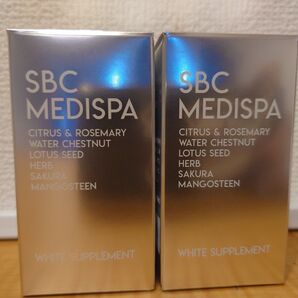 SBC
MEDISPA
CITRUS & ROSEMARY
WATER CHESTNUT
LOTUS SEED
HERB
SAKURA
MANGOSTEEN
WHITE SUPPLEMENT
SBC
MEDISPA
CITRUS & ROSEMARY
WATER CHESTNUT
LOTUS SEED
HERB
SAKURA
MANGOSTEEN
WHITE SUPPLEMENT